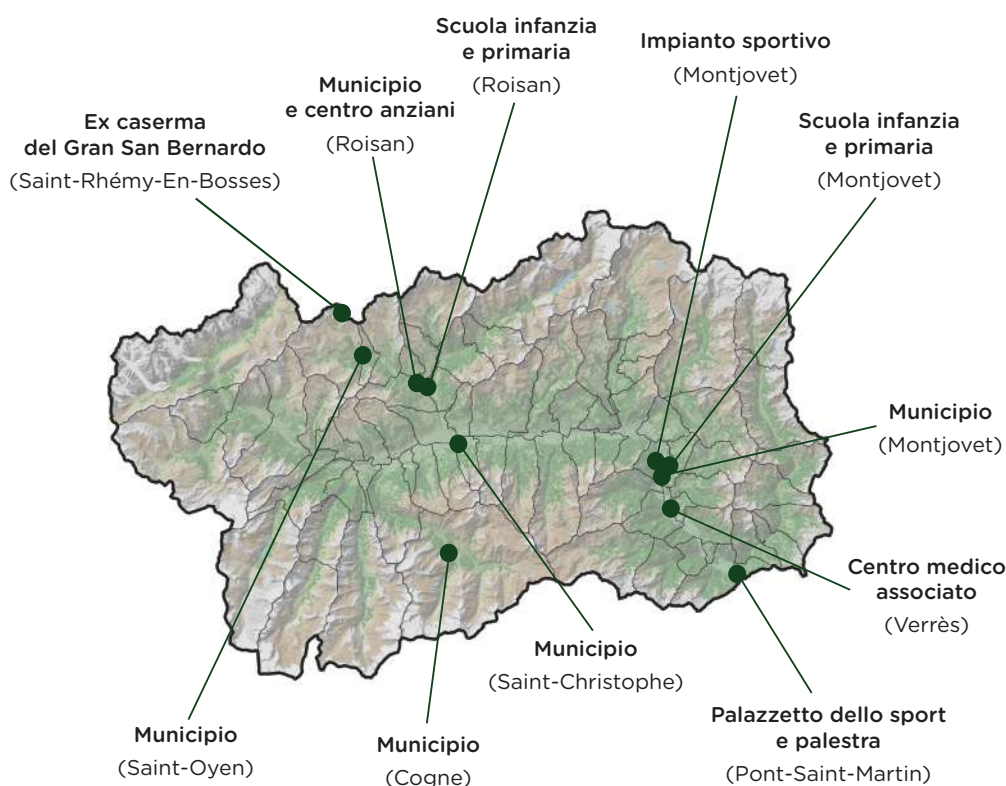 Scuola infanzia
e primaria
(Roisan)
Impianto sportivo
(Montjovet)
Municipio
e centro anziani
(Roisan)
Ex caserma
del Gran San Bernardo
(Saint-Rhémy-En-Bosses)
Scuola infanzia
e primaria
(Montjovet)
Municipio
(Montjovet)
Centro medico
associato
(Verrès)
Municipio
(Saint-Christophe)
Palazzetto dello sport
e palestra
(Pont-Saint-Martin)
Municipio
(Saint-Oyen)
Municipio
(Cogne)